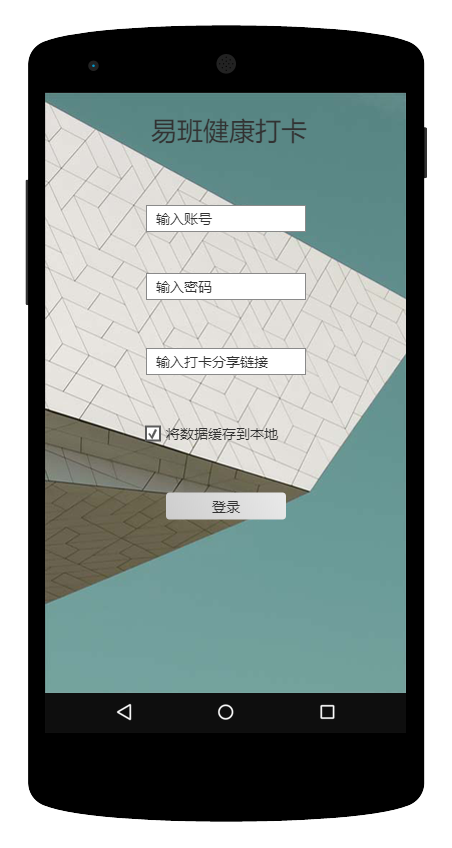 易班健康打卡
输入账号
输入密码
输入打卡分享链接
将数据缓存到本地
登录